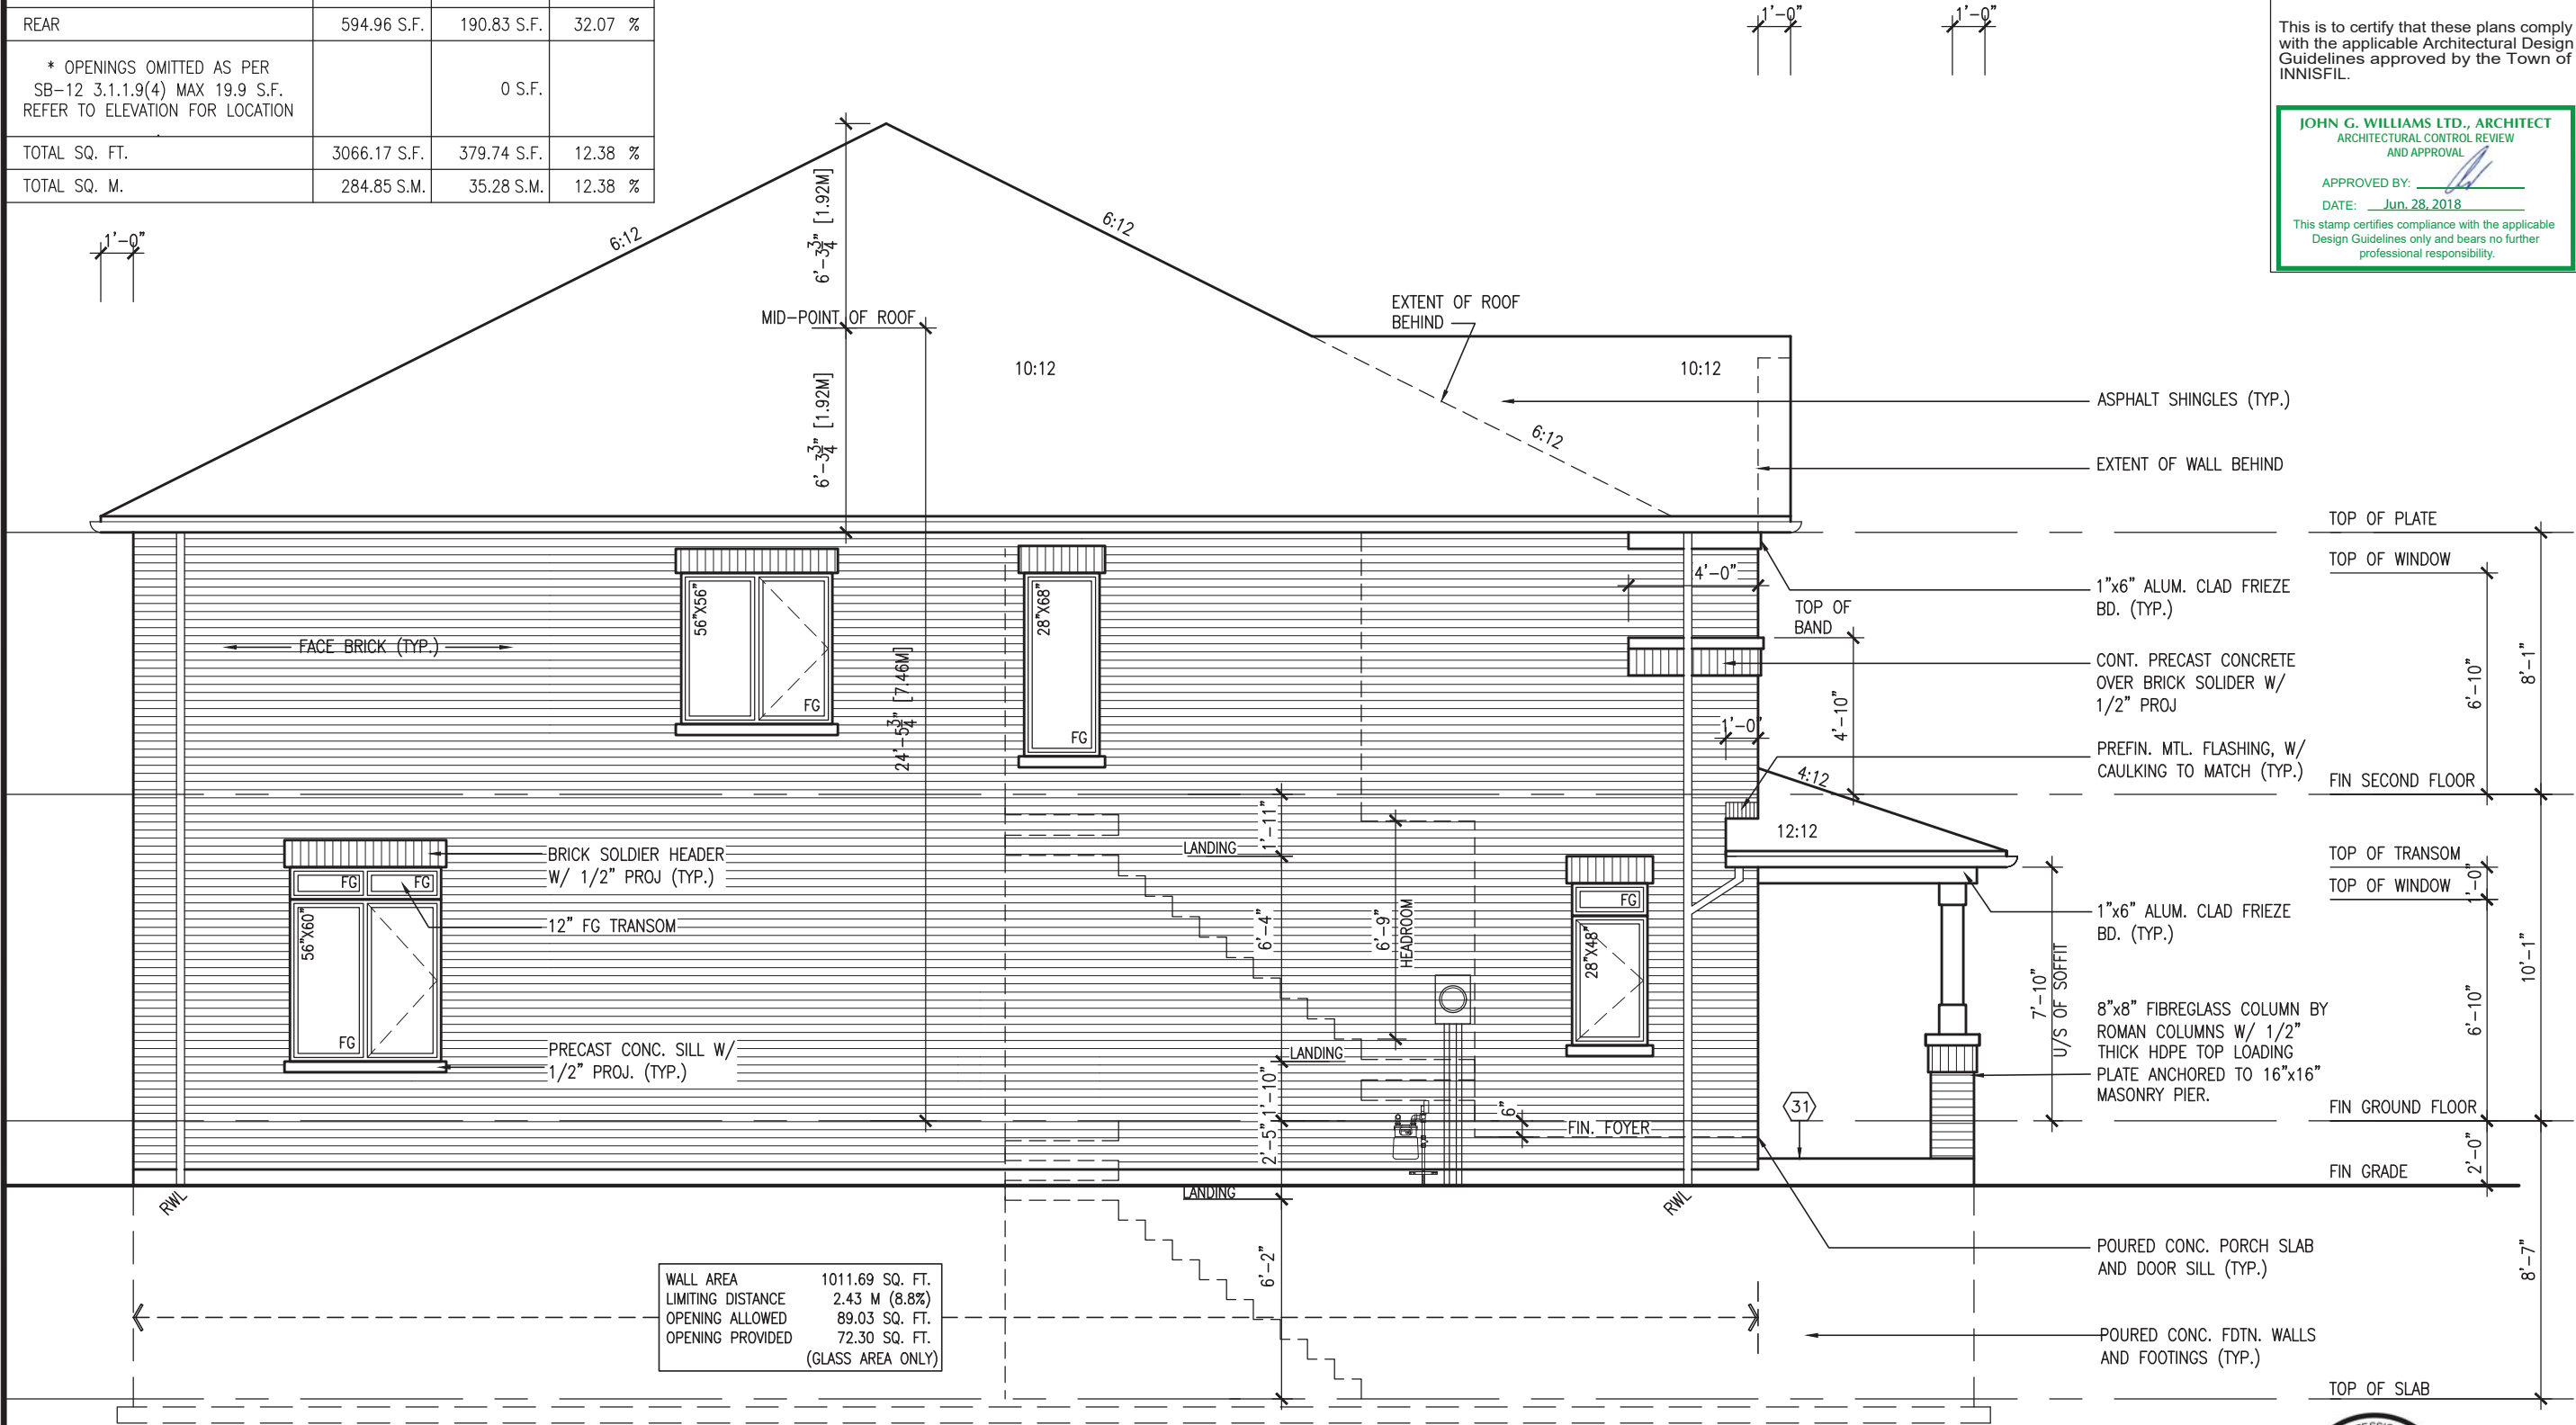 REAR 594.96 S.F. 190.83 S.F. 32.07 %
* OPENINGS OMITTED AS PER
SB-12 3.1.1.9(4) MAX 19.9 S.F.
REFER TO ELEVATION FOR LOCATION
0 S.F.
TOTAL SQ. FT. 3066.17 S.F. 379.74 S.F. 12.38 %
TOTAL SQ. M. 284.85 S.M. 35.28 S.M. 12.38 %
1'-0"
1'-0"
1'-0"
This is to certify that these plans comply
with the applicable Architectural Design
Guidelines approved by the Town of
INNISFIL.
JOHN G. WILLIAMS LTD., ARCHITECT
ARCHITECTURAL CONTROL REVIEW
AND APPROVAL
APPROVED BY:
DATE: Jun. 28, 2018
This stamp certifies compliance with the applicable
Design Guidelines only and bears no further
professional responsibility.
6:12
6'-3 3/4" [1.92M]
6:12
MID-POINT OF ROOF
6'-3 3/4" [1.92M]
10:12
EXTENT OF ROOF
BEHIND
10:12
6:12
ASPHALT SHINGLES (TYP.)
EXTENT OF WALL BEHIND
TOP OF PLATE
TOP OF WINDOW
1"x6" ALUM. CLAD FRIEZE
BD. (TYP.)
4'-0"
TOP OF
BAND
CONT. PRECAST CONCRETE
OVER BRICK SOLIDER W/
1/2" PROJ
6'-10"
8'-1"
4'-10"
1'-0"
PREFIN. MTL. FLASHING, W/
CAULKING TO MATCH (TYP.)
FIN SECOND FLOOR
FACE BRICK (TYP.)
56"X56"
FG
28"X68"
FG
24'-5 3/4" [7.46M]
4:12
12:12
1'-11"
LANDING
BRICK SOLDIER HEADER
W/ 1/2" PROJ (TYP.)
FG
FG
12" FG TRANSOM
56"X60"
FG
PRECAST CONC. SILL W/
1/2" PROJ. (TYP.)
6'-4"
6'-9"
HEADROOM
FG
28"X48"
LANDING
1'-10"
2'-5"
6"
FIN. FOYER
31
TOP OF TRANSOM
TOP OF WINDOW
1'-0"
1"x6" ALUM. CLAD FRIEZE
BD. (TYP.)
7'-10"
U/S OF SOFFIT
8"x8" FIBREGLASS COLUMN BY
ROMAN COLUMNS W/ 1/2"
THICK HDPE TOP LOADING
PLATE ANCHORED TO 16"x16"
MASONRY PIER.
6'-10"
10'-1"
FIN GROUND FLOOR
2'-0"
FIN GRADE
RWL
LANDING
RWL
6'-2"
POURED CONC. PORCH SLAB
AND DOOR SILL (TYP.)
8'-7"
WALL AREA 1011.69 SQ. FT.
LIMITING DISTANCE 2.43 M (8.8%)
OPENING ALLOWED 89.03 SQ. FT.
OPENING PROVIDED 72.30 SQ. FT.
(GLASS AREA ONLY)
POURED CONC. FDTN. WALLS
AND FOOTINGS (TYP.)
TOP OF SLAB